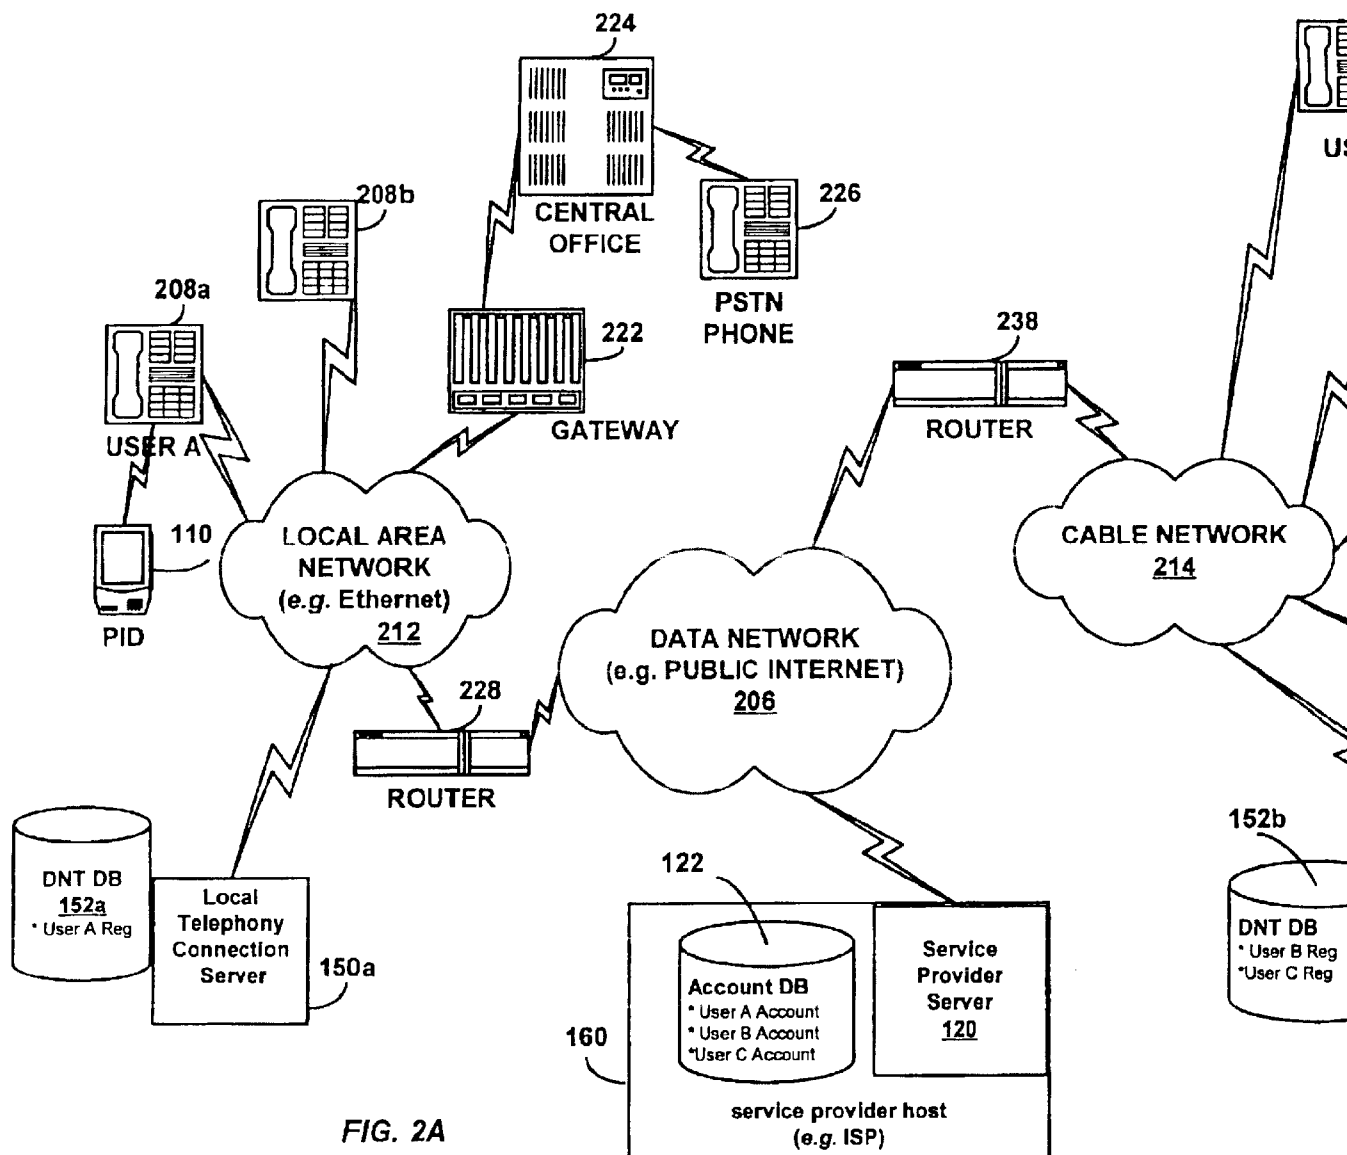 224
208b
CENTRAL
OFFICE
226
PSTN
PHONE
208a
USER A
222
GATEWAY
238
ROUTER
110
PID
LOCAL AREA
NETWORK
(e.g. Ethernet)
212
CABLE NETWORK
214
DATA NETWORK
(e.g. PUBLIC INTERNET)
206
228
ROUTER
DNT DB
152a
* User A Reg
Local
Telephony
Connection
Server
150a
122
Account DB
* User A Account
* User B Account
*User C Account
Service
Provider
Server
120
160
service provider host
(e.g. ISP)
152b
DNT DB
* User B Reg
*User C Reg
FIG. 2A